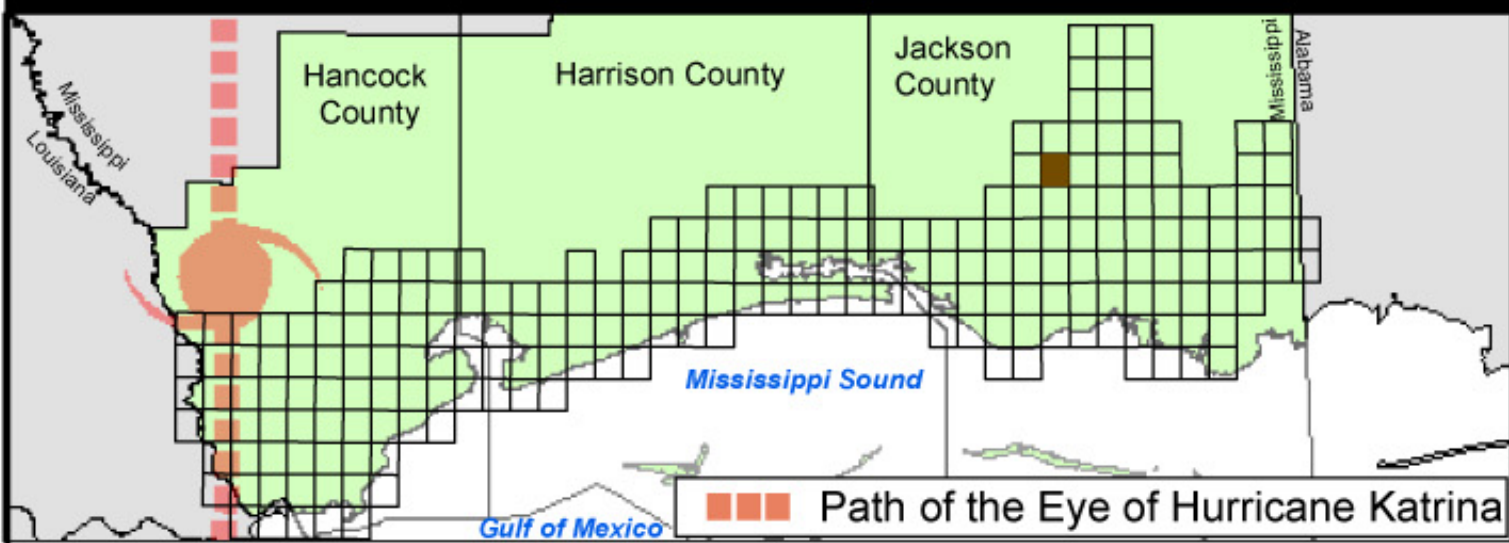 Hancock
County
Harrison County
Jackson
County
Mississippi
Alabama
Mississippi
Louisiana
Mississippi Sound
Gulf of Mexico
Path of the Eye of Hurricane Katrina